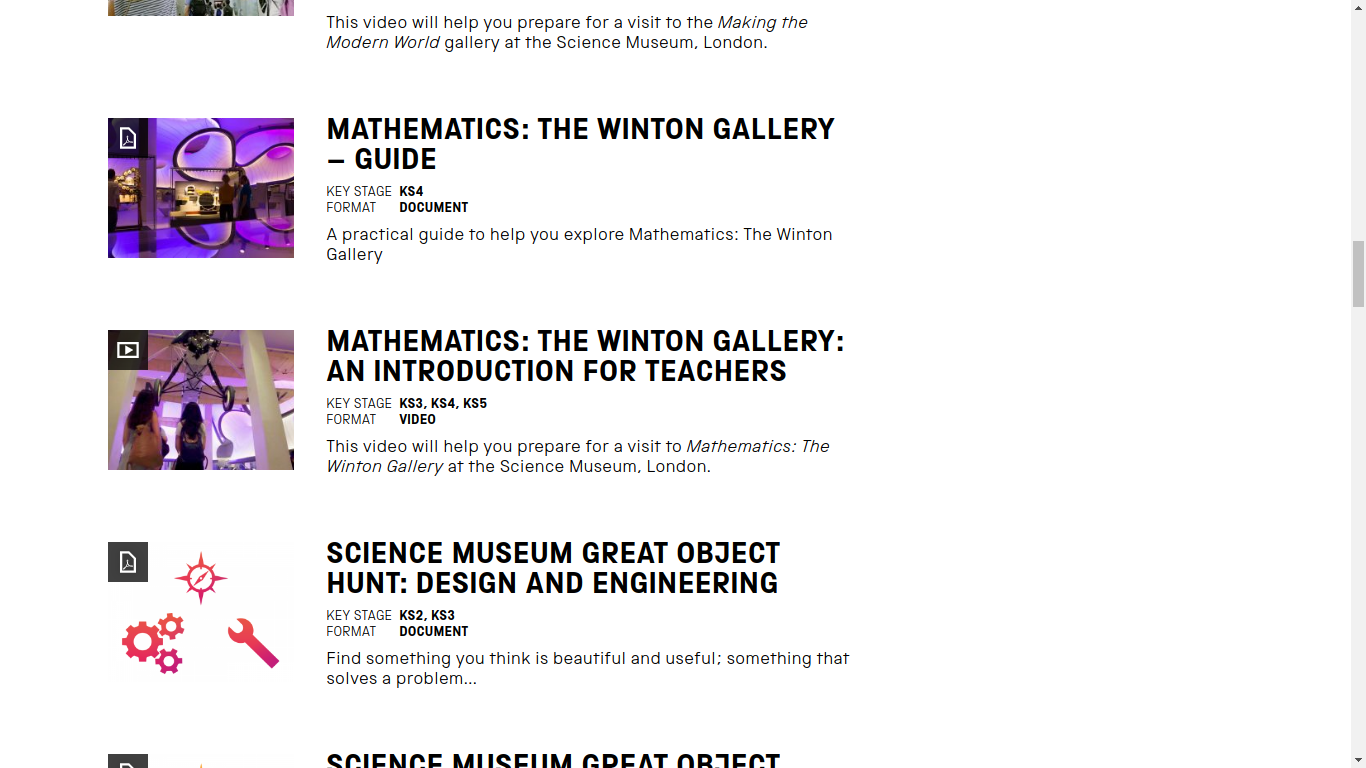 This video will help you prepare for a visit to the Making the
Modern World gallery at the Science Museum, London.
MATHEMATICS: THE WINTON GALLERY
– GUIDE
KEY STAGE KS4
FORMAT DOCUMENT
A practical guide to help you explore Mathematics: The Winton
Gallery
MATHEMATICS: THE WINTON GALLERY:
AN INTRODUCTION FOR TEACHERS
KEY STAGE KS3, KS4, KS5
FORMAT VIDEO
This video will help you prepare for a visit to Mathematics: The
Winton Gallery at the Science Museum, London.
SCIENCE MUSEUM GREAT OBJECT
HUNT: DESIGN AND ENGINEERING
KEY STAGE KS2, KS3
FORMAT DOCUMENT
Find something you think is beautiful and useful; something that
solves a problem...
SCIENCE MUSEUM GREAT OBJECT